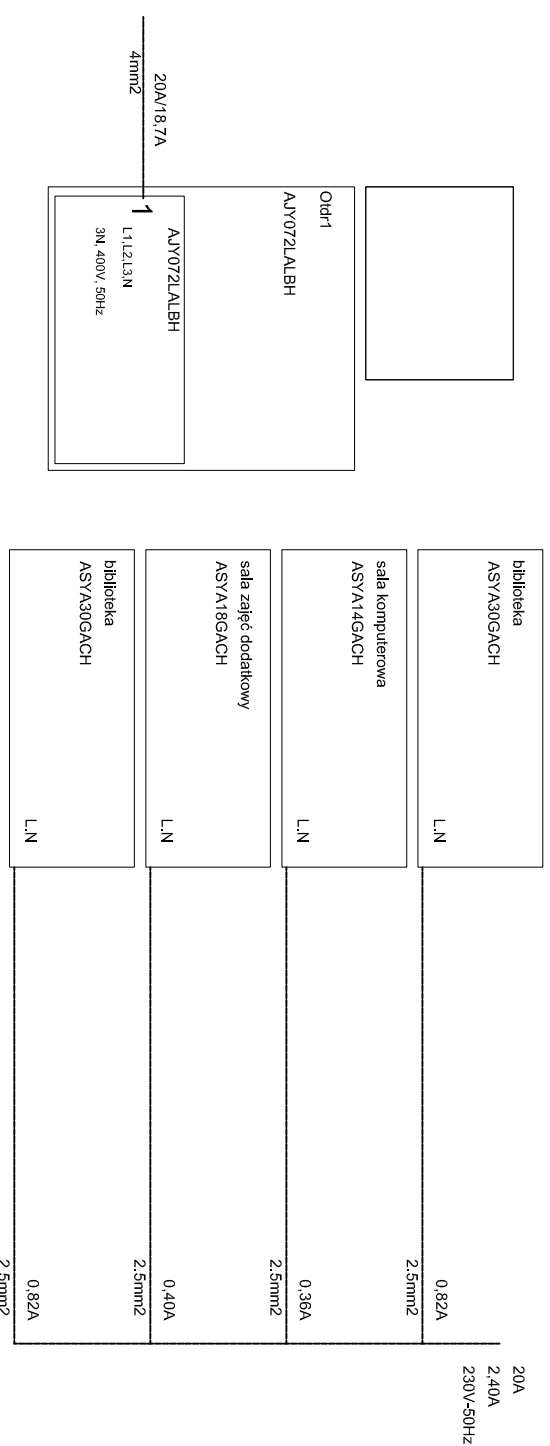 20A/18,7A
4mm2
Otdr1
AJY072LALBH
1
AJY072LALBH
L1,L2,L3,N
3N, 400V, 50Hz
biblioteka
ASYA30GACH
L.N
0,82A
2.5mm2
20A
2,40A
230V-50Hz
sala komputerowa
ASYA14GACH
L.N
0,36A
2.5mm2
sala zajęć dodatkowy
ASYA18GACH
L.N
0,40A
2.5mm2
biblioteka
ASYA30GACH
L.N
0,82A
2.5mm2